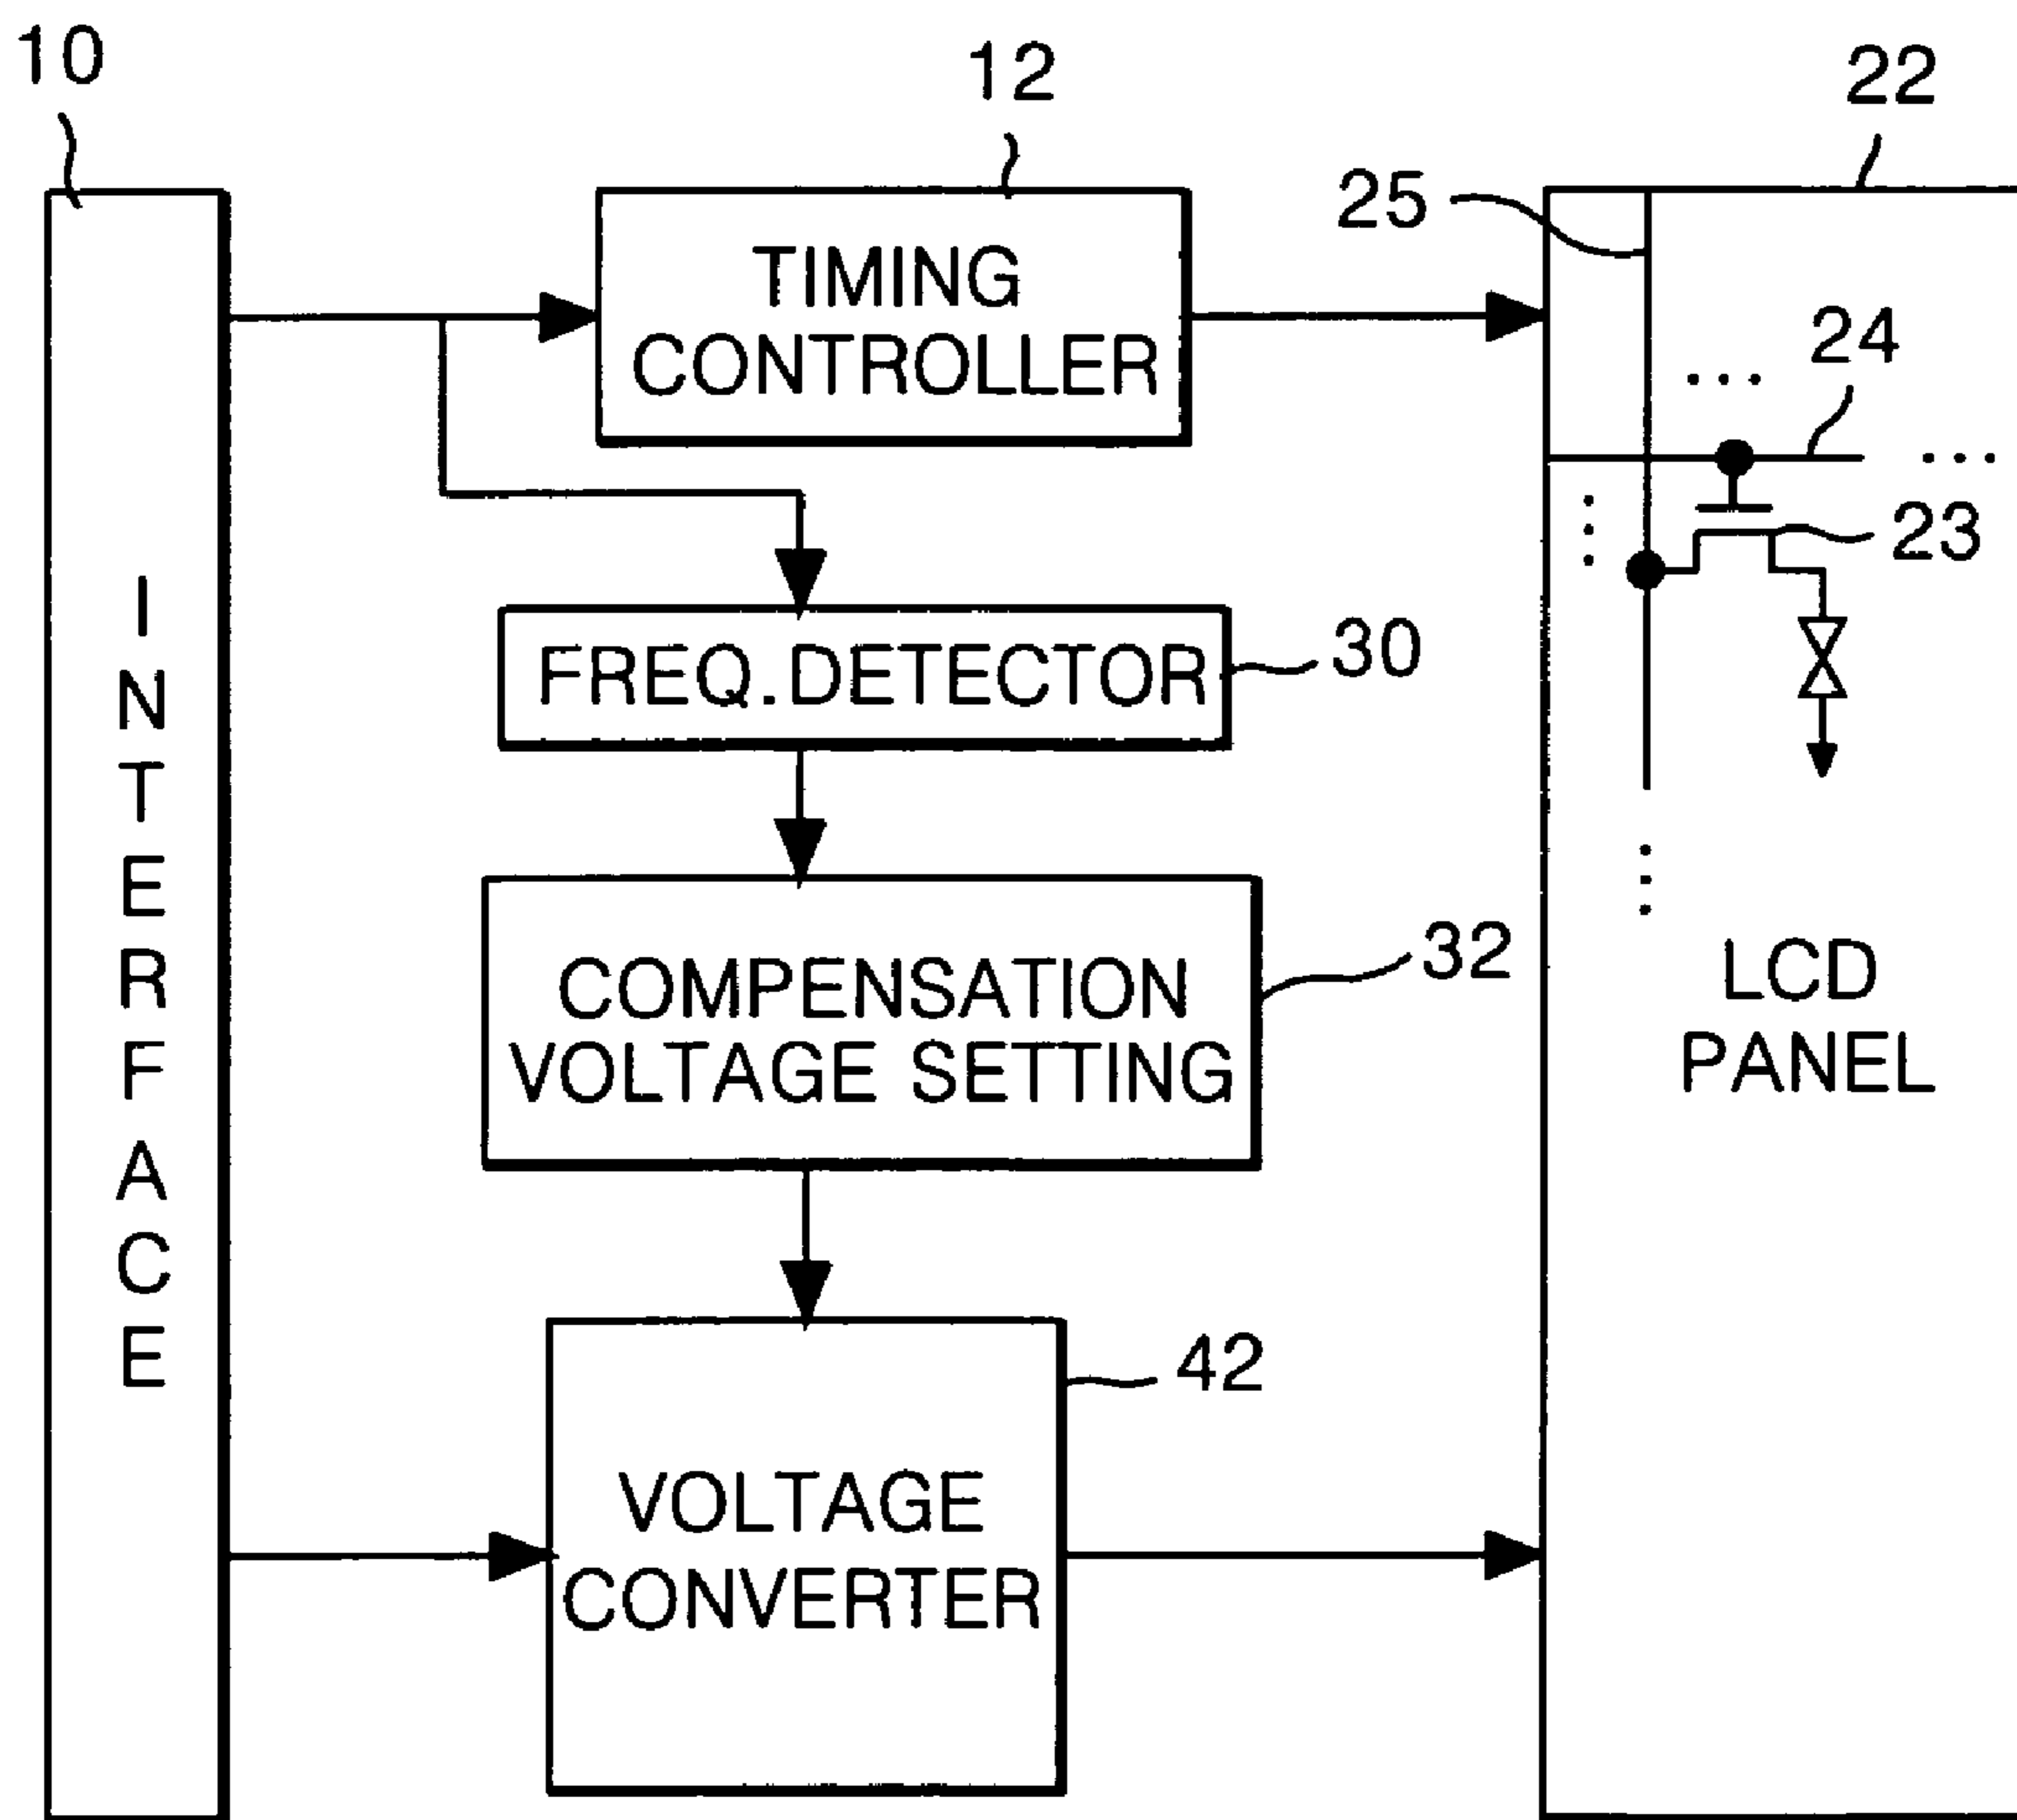 10
12
22
25
TIMING
CONTROLLER
24
...
...
23
FREQ.DETECTOR
30
INTERFACE
COMPENSATION
VOLTAGE SETTING
32
LCD
PANEL
42
VOLTAGE
CONVERTER